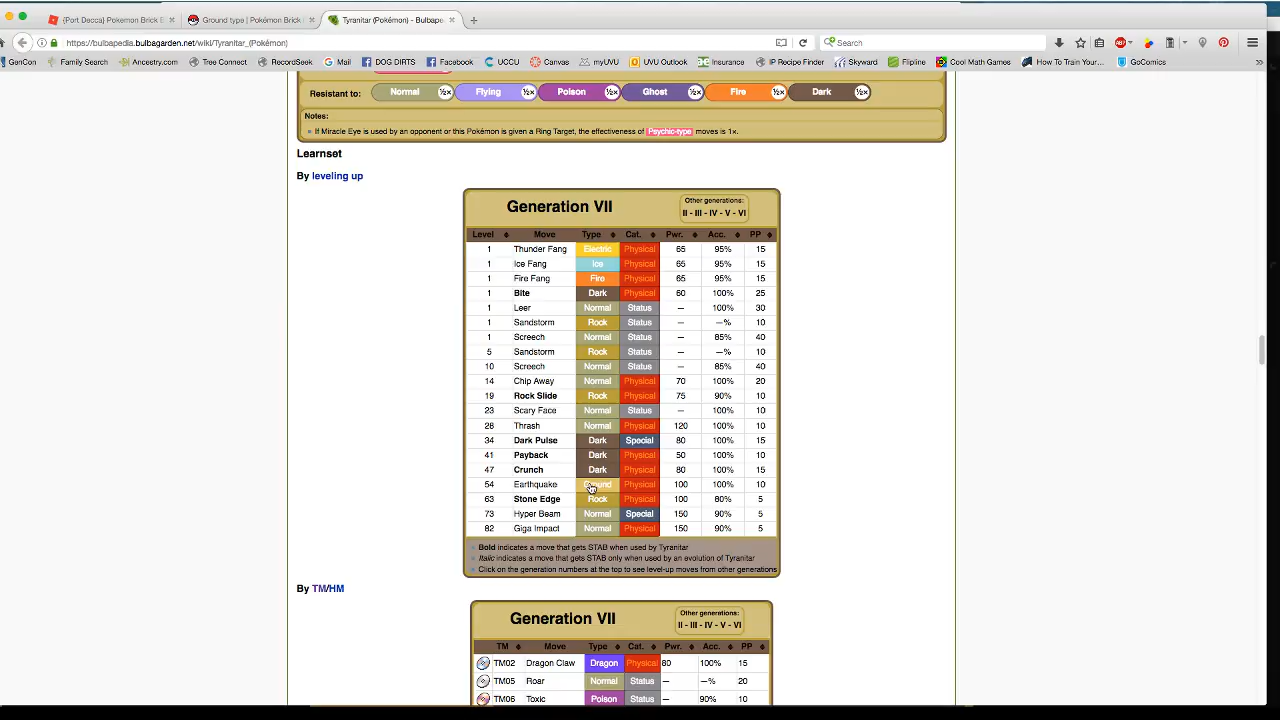 {Port Decca} Pokemon Brick B
Ground type | Pokémon Brick
Tyranitar (Pokémon) - Bulbape
https://bulbapedia.bulbagarden.net/wiki/Tyranitar_(Pokémon)
Search
GenCon Family Search Ancestry.com Tree Connect RecordSeek Mail DOG DIRTS Facebook UCCU Canvas myUVU UVU Outlook Insurance IP Recipe Finder Skyward Flipline Cool Math Games How To Train Your... GoComics
Resistant to: Normal ½× Flying ½× Poison ½× Ghost ½× Fire ½× Dark ½×
Notes:
If Miracle Eye is used by an opponent or this Pokémon is given a Ring Target, the effectiveness of Psychic-type moves is 1×.
Learnset
By leveling up
Generation VII
Other generations:
II - III - IV - V - VI
Level Move Type Cat. Pwr. Acc. PP
1 Thunder Fang Electric Physical 65 95% 15
1 Ice Fang Ice Physical 65 95% 15
1 Fire Fang Fire Physical 65 95% 15
1 Bite Dark Physical 60 100% 25
1 Leer Normal Status — 100% 30
1 Sandstorm Rock Status — —% 10
1 Screech Normal Status — 85% 40
5 Sandstorm Rock Status — —% 10
10 Screech Normal Status — 85% 40
14 Chip Away Normal Physical 70 100% 20
19 Rock Slide Rock Physical 75 90% 10
23 Scary Face Normal Status — 100% 10
28 Thrash Normal Physical 120 100% 10
34 Dark Pulse Dark Special 80 100% 15
41 Payback Dark Physical 50 100% 10
47 Crunch Dark Physical 80 100% 15
54 Earthquake Ground Physical 100 100% 10
63 Stone Edge Rock Physical 100 80% 5
73 Hyper Beam Normal Special 150 90% 5
82 Giga Impact Normal Physical 150 90% 5
Bold indicates a move that gets STAB when used by Tyranitar
Italic indicates a move that gets STAB only when used by an evolution of Tyranitar
Click on the generation numbers at the top to see level-up moves from other generations
By TM/HM
Generation VII
Other generations:
II - III - IV - V - VI
TM Move Type Cat. Pwr. Acc. PP
TM02 Dragon Claw Dragon Physical 80 100% 15
TM05 Roar Normal Status — —% 20
TM06 Toxic Poison Status — 90% 10